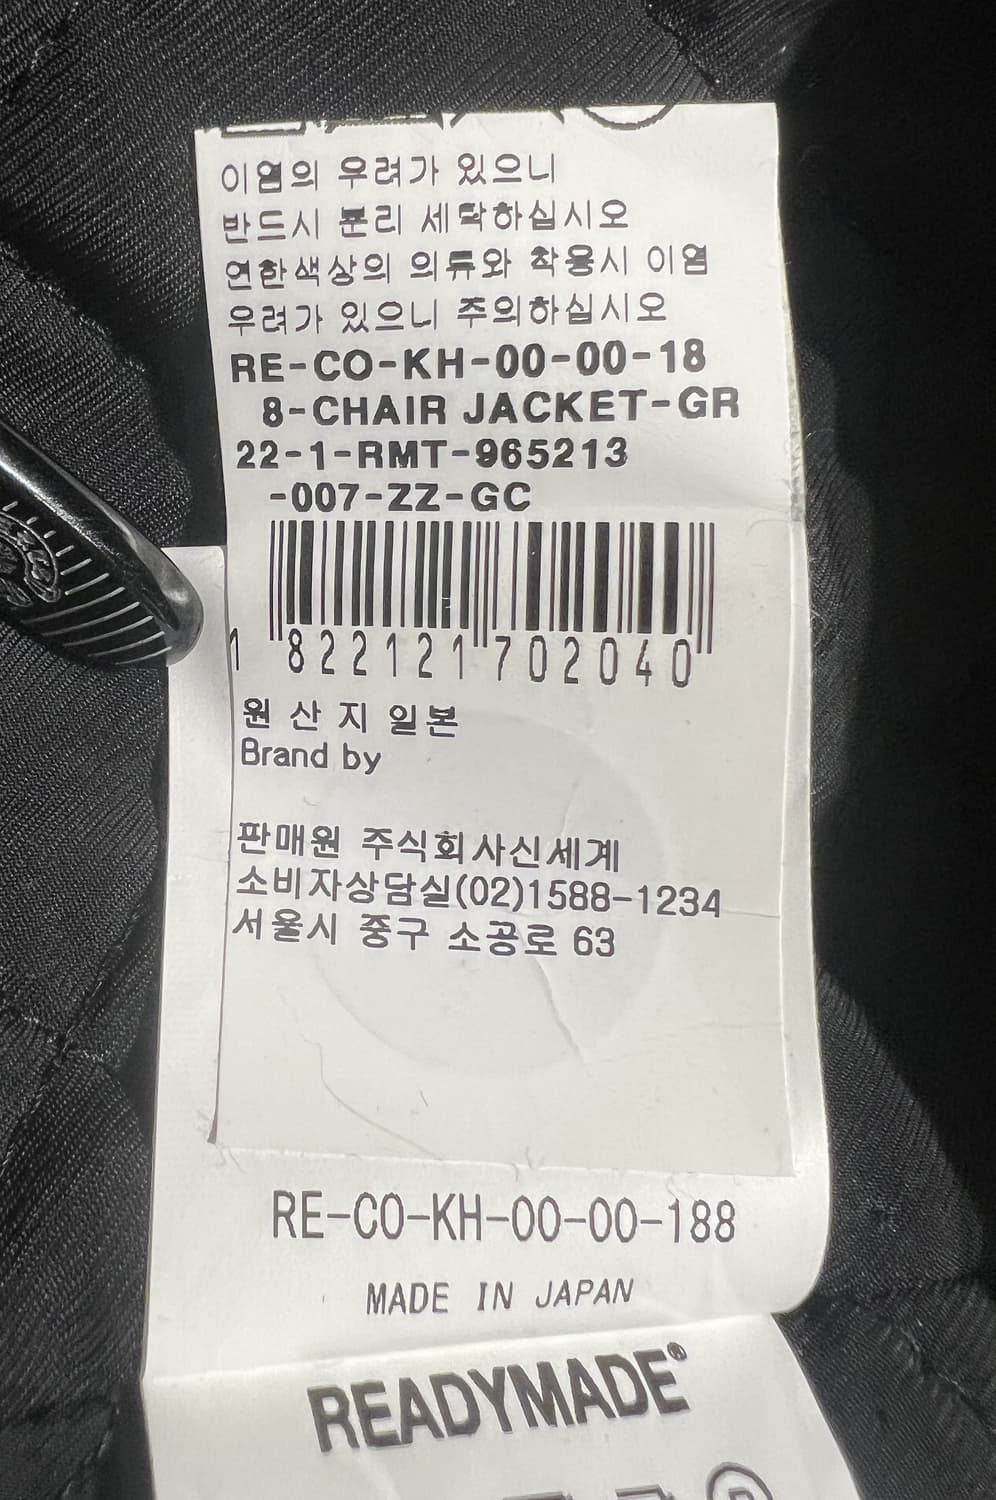 이염의 우려가 있으니
반드시 분리 세탁하십시오
연한색상의 의류와 착용시 이염
우려가 있으니 주의하십시오
RE-CO-KH-00-00-18
8-CHAIR JACKET-GR
22-1-RMT-965213
-007-ZZ-GC
1 822121 702040
원 산 지 일본
Brand by
판매원 주식회사신세계
소비자상담실(02)1588-1234
서울시 중구 소공로 63
RE-CO-KH-00-00-188
MADE IN JAPAN
READYMADE®